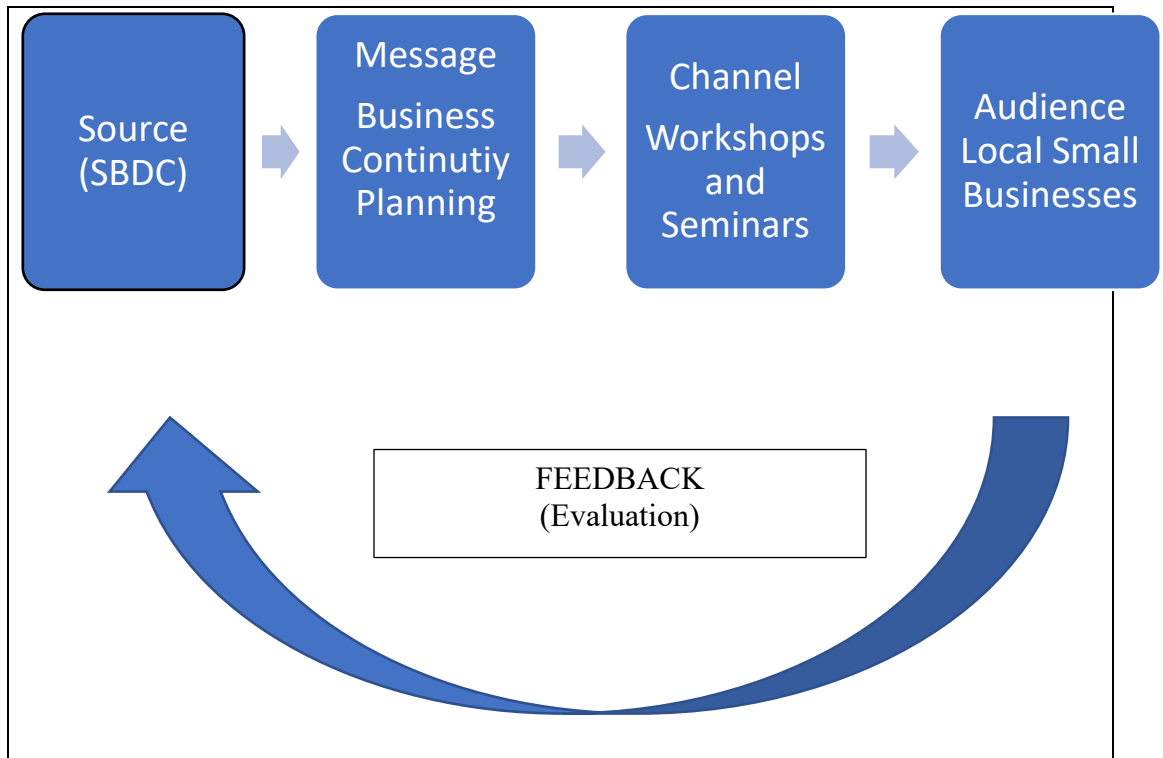 Source
(SBDC)
Message
Business
Continutiy
Planning
Channel
Workshops
and
Seminars
Audience
Local Small
Businesses
FEEDBACK
(Evaluation)